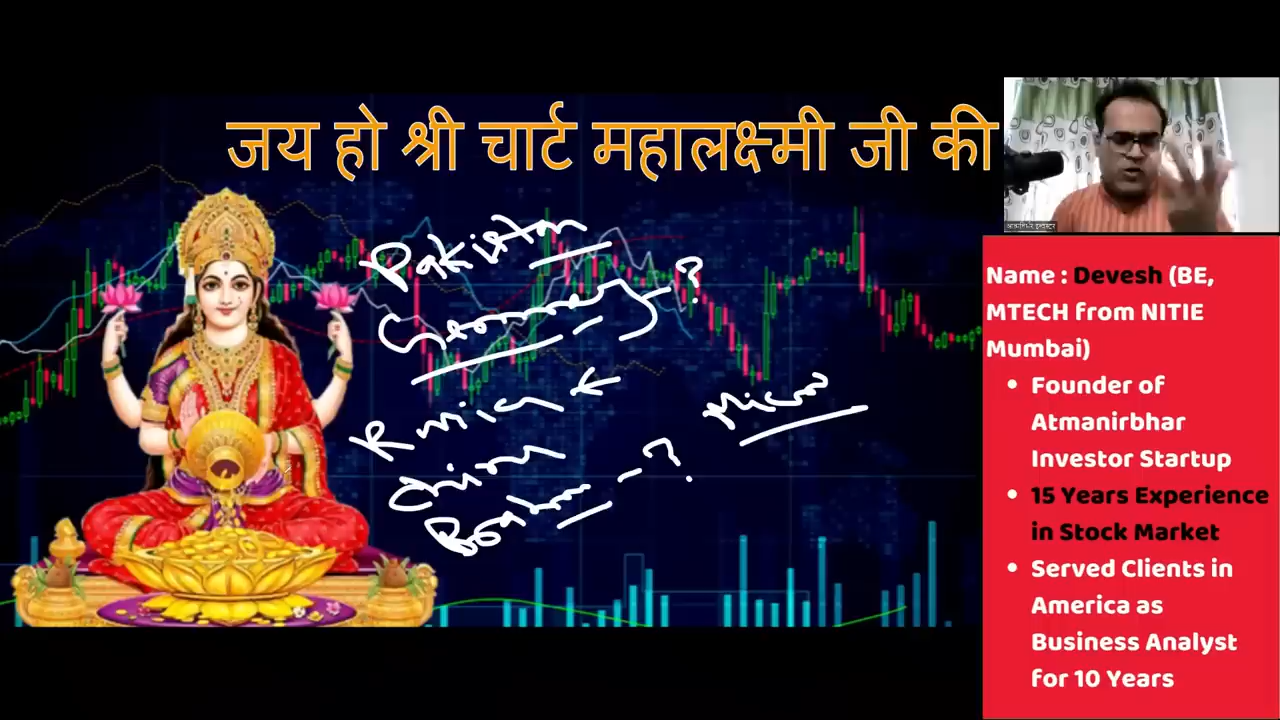 जय हो श्री चार्ट महालक्ष्मी जी की
Pakistan
Germany - ?
Russia ←
China
- ?
Micro
Name : Devesh (BE,
MTECH from NITIE
Mumbai)
• Founder of
Atmanirbhar
Investor Startup
• 15 Years Experience
in Stock Market
• Served Clients in
America as
Business Analyst
for 10 Years